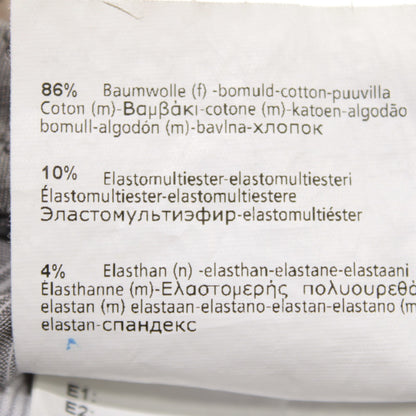 86% Baumwolle (f) -bomuld-cotton-puuvilla
Coton (m)-Βαμβάκι-cotone (m)-katoen-algodão
bomull-algodón (m)-bavlna-хлопок
10% Elastomultiester-elastomultiesteri
Élastomultiester-elastomultiestere
Эластомультиэфир-elastomultiéster
4% Elasthan (n) -elasthan-elastane-elastaani
Élasthanne (m)-Ελαστομερής πολυουρεθά
elastan (m) elastaan-elastano-elastan-elastano (m
elastan-спандекс
E1:
E2: